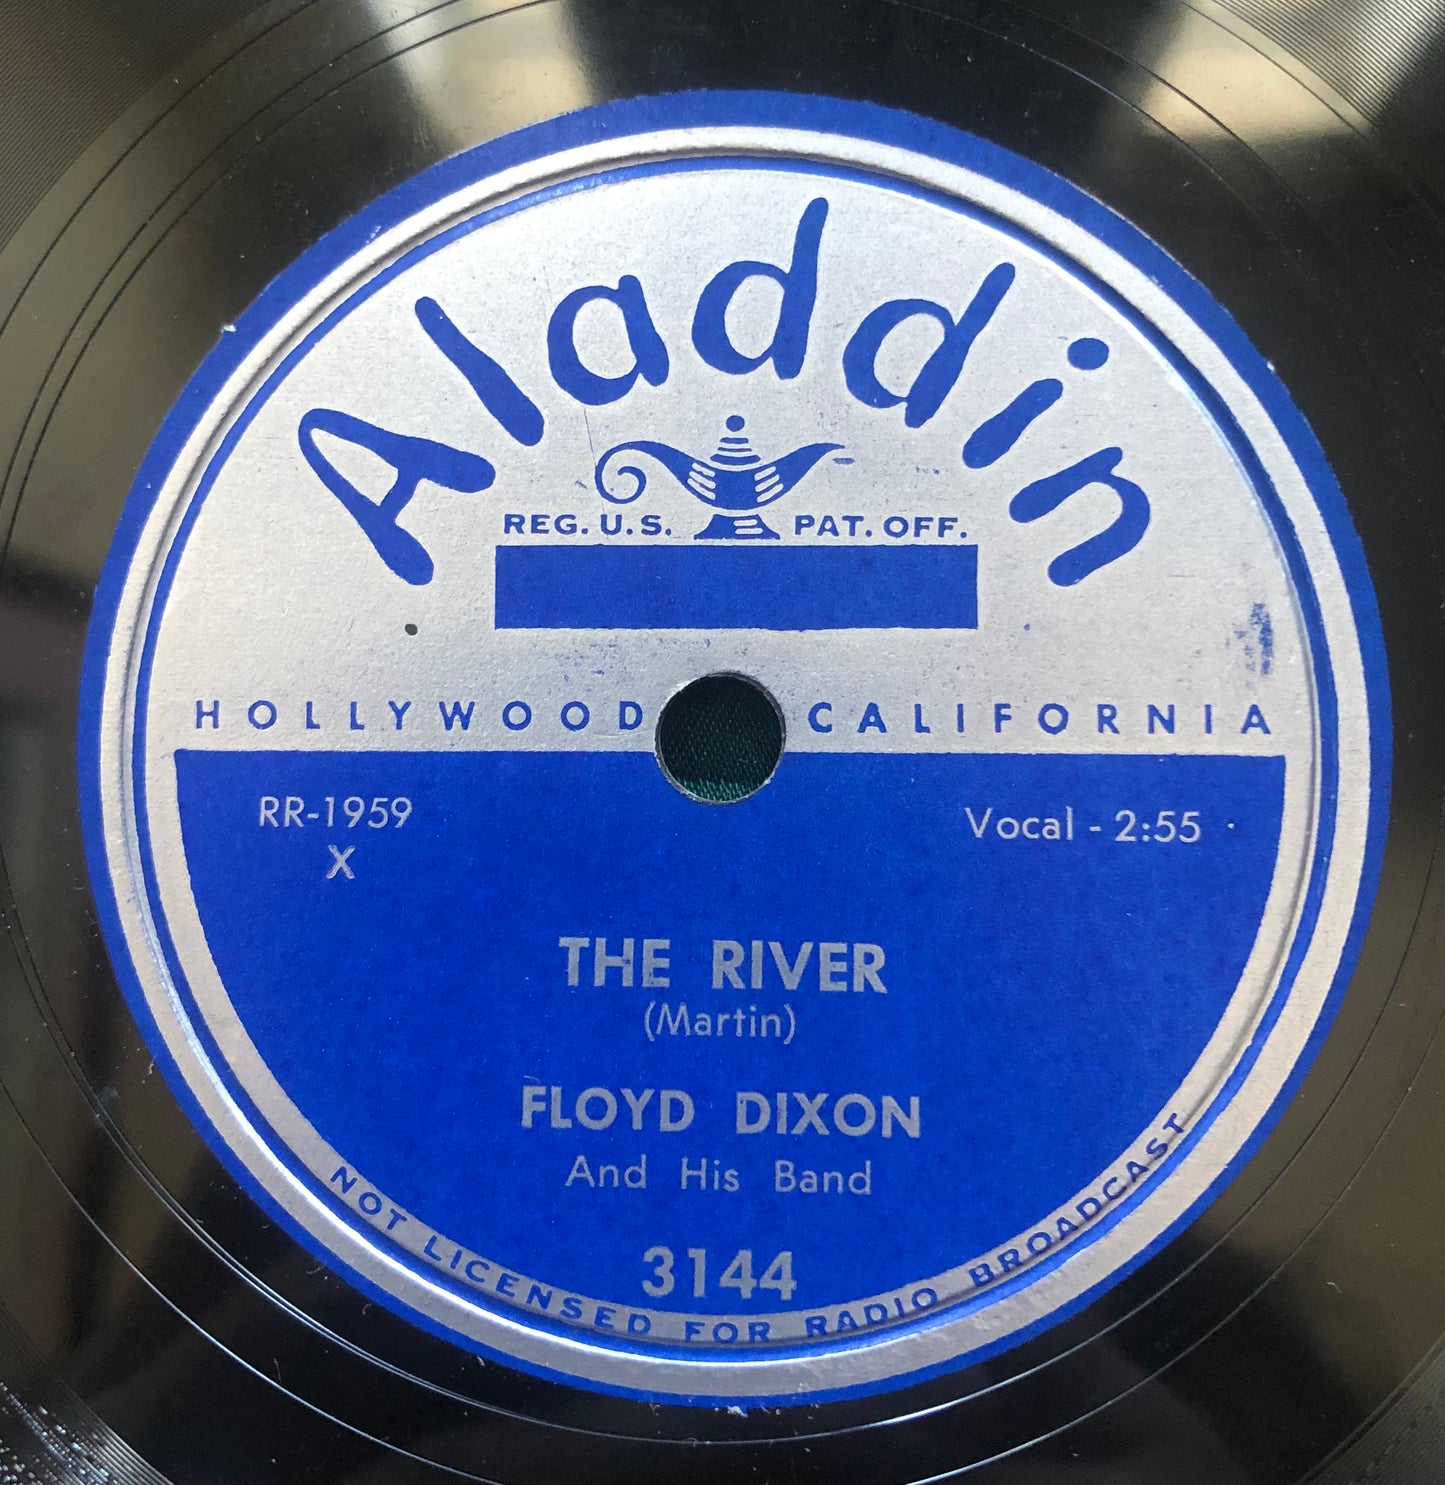 Aladdin
REG. U.S. PAT. OFF.
HOLLYWOOD CALIFORNIA
RR-1959 Vocal - 2:55
X
THE RIVER
(Martin)
FLOYD DIXON
And His Band
3144
NOT LICENSED FOR RADIO BROADCAST